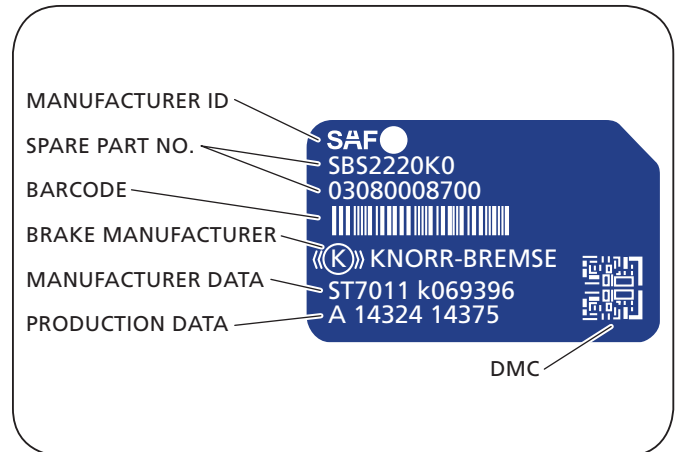 MANUFACTURER ID
SPARE PART NO.
BARCODE
BRAKE MANUFACTURER
MANUFACTURER DATA
PRODUCTION DATA
SAF
SBS2220K0
03080008700
((K)) KNORR-BREMSE
ST7011 k069396
A 14324 14375
DMC